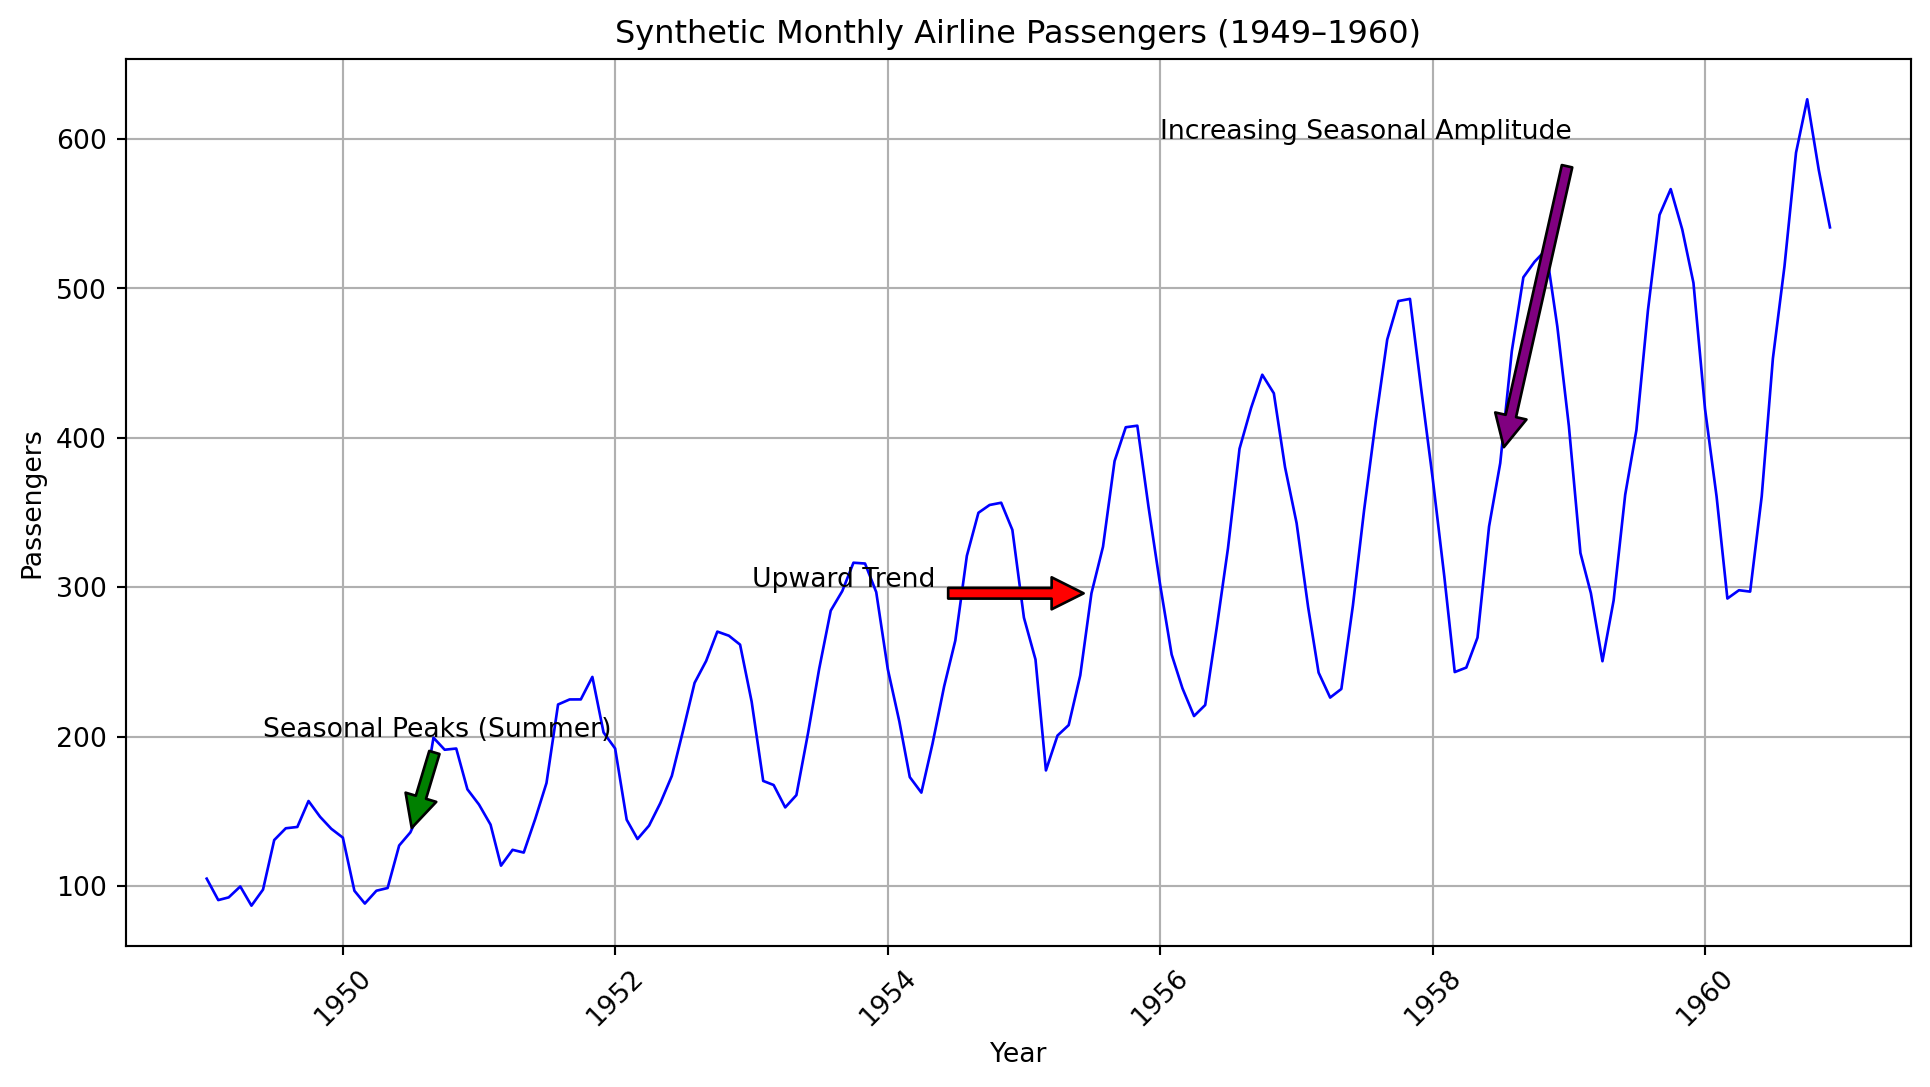 Synthetic Monthly Airline Passengers (1949–1960)
Increasing Seasonal Amplitude
Upward Trend
Seasonal Peaks (Summer)
Passengers
600
500
400
300
200
100
1950
1952
1954
1956
1958
1960
Year